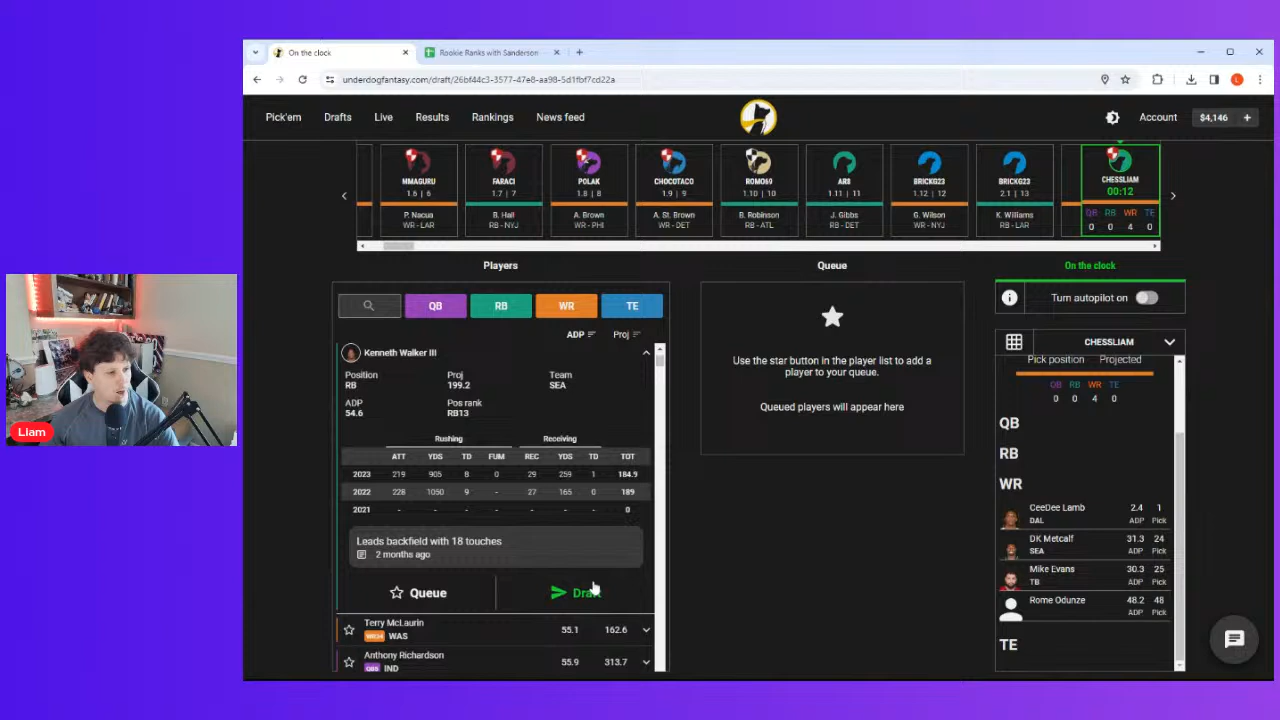 On the clock
Rookie Ranks with Sanderson
underdogfantasy.com/draft/26bf44c3-3577-47e8-aa98-5d1fbf7cd22a
Pick'em Drafts Live Results Rankings News feed Account $4,146 +
MMAGURU
1.6 | 6
P. Nacua
WR - LAR
FARACI
1.7 | 7
B. Hall
RB - NYJ
POLAK
1.8 | 8
A. Brown
WR - PHI
CHOCOTACO
1.9 | 9
A. St. Brown
WR - DET
ROMO69
1.10 | 10
B. Robinson
RB - ATL
1.11 | 11
J. Gibbs
RB - DET
BRICKG23
1.12 | 12
G. Wilson
WR - NYJ
BRICKG23
2.1 | 13
K. Williams
RB - LAR
CHESSLIAM
00:12
QB RB WR TE
0 0 4 0
Players
QB RB WR TE
ADP Proj
Kenneth Walker III
Position Proj Team
RB 199.2 SEA
ADP Pos rank
54.6 RB13
Rushing Receiving
ATT YDS TD FUM REC YDS TD TOT
2023 219 905 8 0 29 259 1 184.9
2022 228 1050 9 - 27 165 0 189
2021 - - - - - - - 0
Leads backfield with 18 touches
2 months ago
Queue Draft
Terry McLaurin 55.1 162.6
WAS
Anthony Richardson 55.9 313.7
IND
Queue
Use the star button in the player list to add a
player to your queue.
Queued players will appear here
On the clock
Turn autopilot on
CHESSLIAM
Pick position Projected
QB RB WR TE
0 0 4 0
QB
RB
WR
CeeDee Lamb 2.4 1
DAL ADP Pick
DK Metcalf 31.3 24
SEA ADP Pick
Mike Evans 30.3 25
TB ADP Pick
Rome Odunze 48.2 48
ADP Pick
TE
Liam